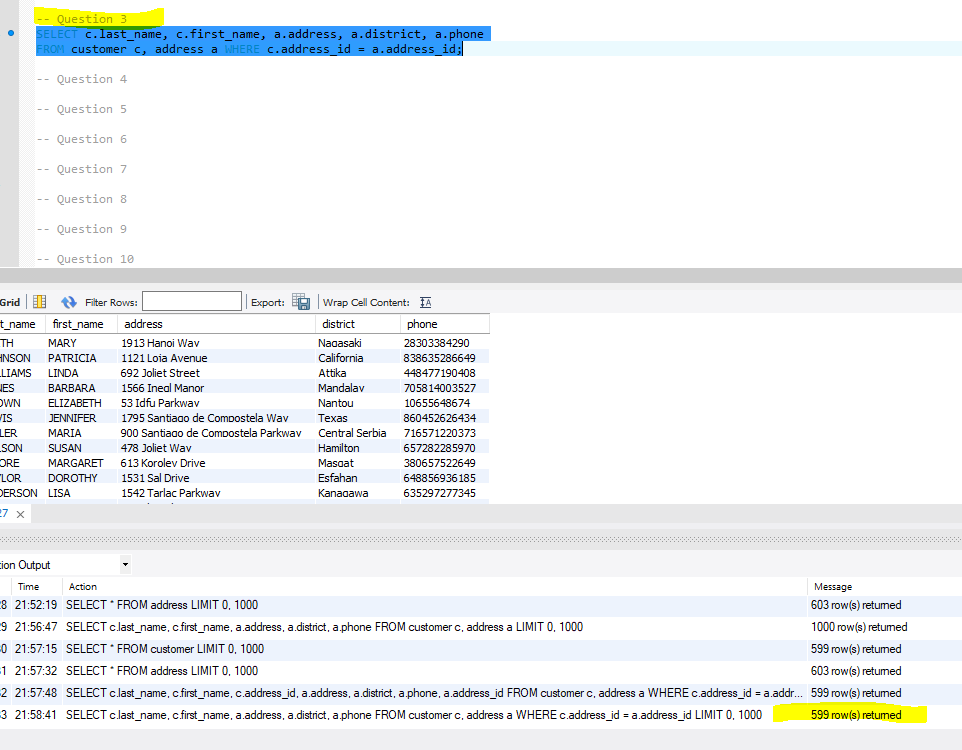 -- Question 3
SELECT c.last_name, c.first_name, a.address, a.district, a.phone
FROM customer c, address a WHERE c.address_id = a.address_id;
-- Question 4
-- Question 5
-- Question 6
-- Question 7
-- Question 8
-- Question 9
-- Question 10
Grid Filter Rows: Export: Wrap Cell Content: IA
t_name first_name address district phone
TH MARY 1913 Hanoi Way Nagasaki 28303384290
HNSON PATRICIA 1121 Loja Avenue California 838635286649
LLIAMS LINDA 692 Joliet Street Attika 448477190408
NES BARBARA 1566 Inegl Manor Mandalay 705814003527
OWN ELIZABETH 53 Idfu Parkway Nantou 10655648674
VIS JENNIFER 1795 Santiago de Compostela Way Texas 860452626434
LER MARIA 900 Santiago de Compostela Parkway Central Serbia 716571220373
LSON SUSAN 478 Joliet Way Hamilton 657282285970
ORE MARGARET 613 Korolev Drive Masqat 380657522649
YLOR DOROTHY 1531 Sal Drive Esfahan 648856936185
DERSON LISA 1542 Tarlac Parkway Kanagawa 635297277345
27
ion Output
Time Action Message
28 21:52:19 SELECT * FROM address LIMIT 0, 1000 603 row(s) returned
29 21:56:47 SELECT c.last_name, c.first_name, a.address, a.district, a.phone FROM customer c, address a LIMIT 0, 1000 1000 row(s) returned
30 21:57:15 SELECT * FROM customer LIMIT 0, 1000 599 row(s) returned
31 21:57:32 SELECT * FROM address LIMIT 0, 1000 603 row(s) returned
32 21:57:48 SELECT c.last_name, c.first_name, c.address_id, a.address, a.district, a.phone, a.address_id FROM customer c, address a WHERE c.address_id = a.addr... 599 row(s) returned
33 21:58:41 SELECT c.last_name, c.first_name, a.address, a.district, a.phone FROM customer c, address a WHERE c.address_id = a.address_id LIMIT 0, 1000 599 row(s) returned